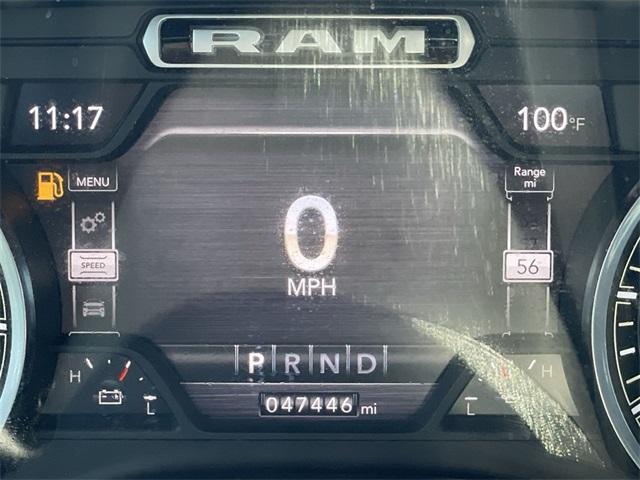 RAM
11:17
100°F
MENU
Range
mi
0
SPEED
56
MPH
P R N D
H
H
L
047446 mi
L